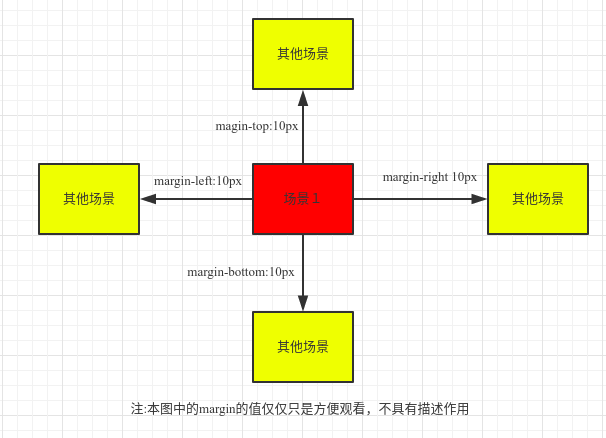 其他场景
magin-top:10px
margin-left:10px
margin-right 10px
其他场景
场景１
其他场景
margin-bottom:10px
其他场景
注:本图中的margin的值仅仅只是方便观看，不具有描述作用